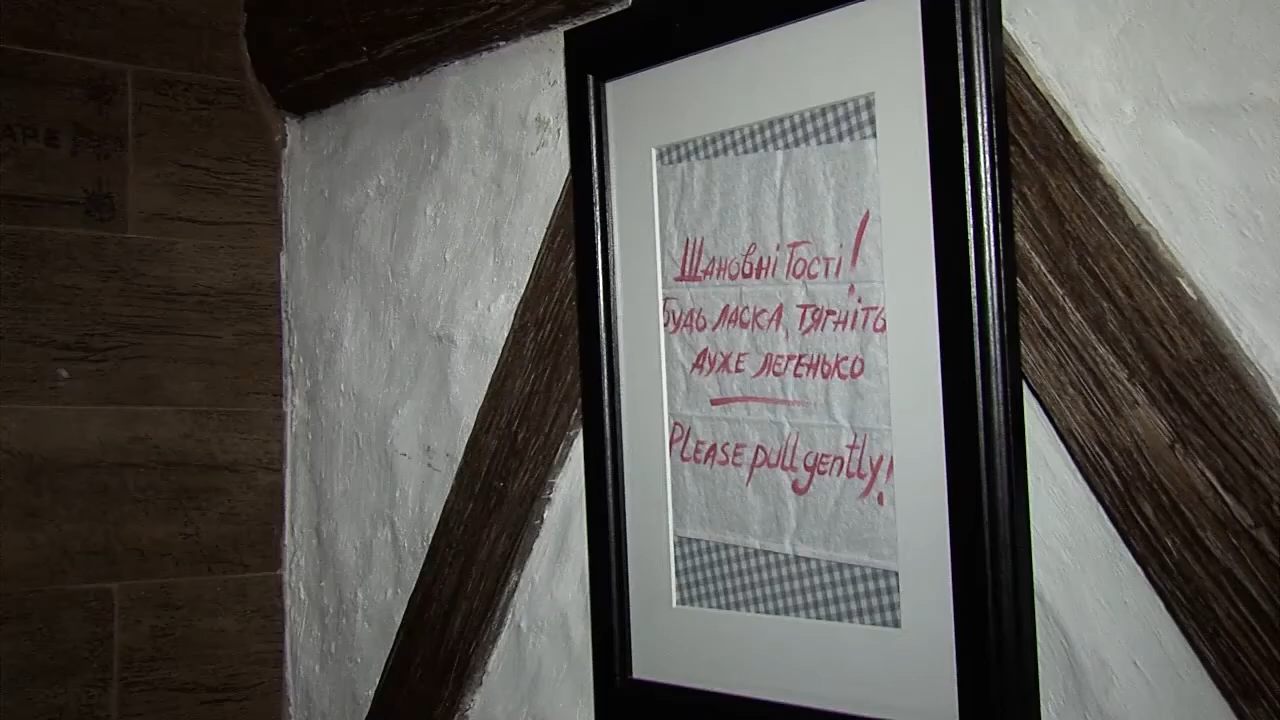 Шановні Гості!
Будь ласка, тягніть
дуже легенько
Please pull gently!